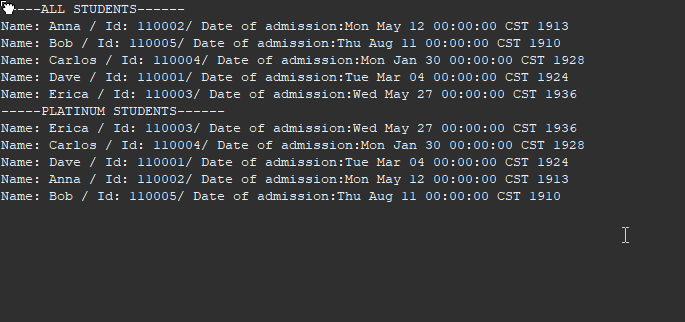 ----ALL STUDENTS------
Name: Anna / Id: 110002/ Date of admission:Mon May 12 00:00:00 CST 1913
Name: Bob / Id: 110005/ Date of admission:Thu Aug 11 00:00:00 CST 1910
Name: Carlos / Id: 110004/ Date of admission:Mon Jan 30 00:00:00 CST 1928
Name: Dave / Id: 110001/ Date of admission:Tue Mar 04 00:00:00 CST 1924
Name: Erica / Id: 110003/ Date of admission:Wed May 27 00:00:00 CST 1936
-----PLATINUM STUDENTS------
Name: Erica / Id: 110003/ Date of admission:Wed May 27 00:00:00 CST 1936
Name: Carlos / Id: 110004/ Date of admission:Mon Jan 30 00:00:00 CST 1928
Name: Dave / Id: 110001/ Date of admission:Tue Mar 04 00:00:00 CST 1924
Name: Anna / Id: 110002/ Date of admission:Mon May 12 00:00:00 CST 1913
Name: Bob / Id: 110005/ Date of admission:Thu Aug 11 00:00:00 CST 1910